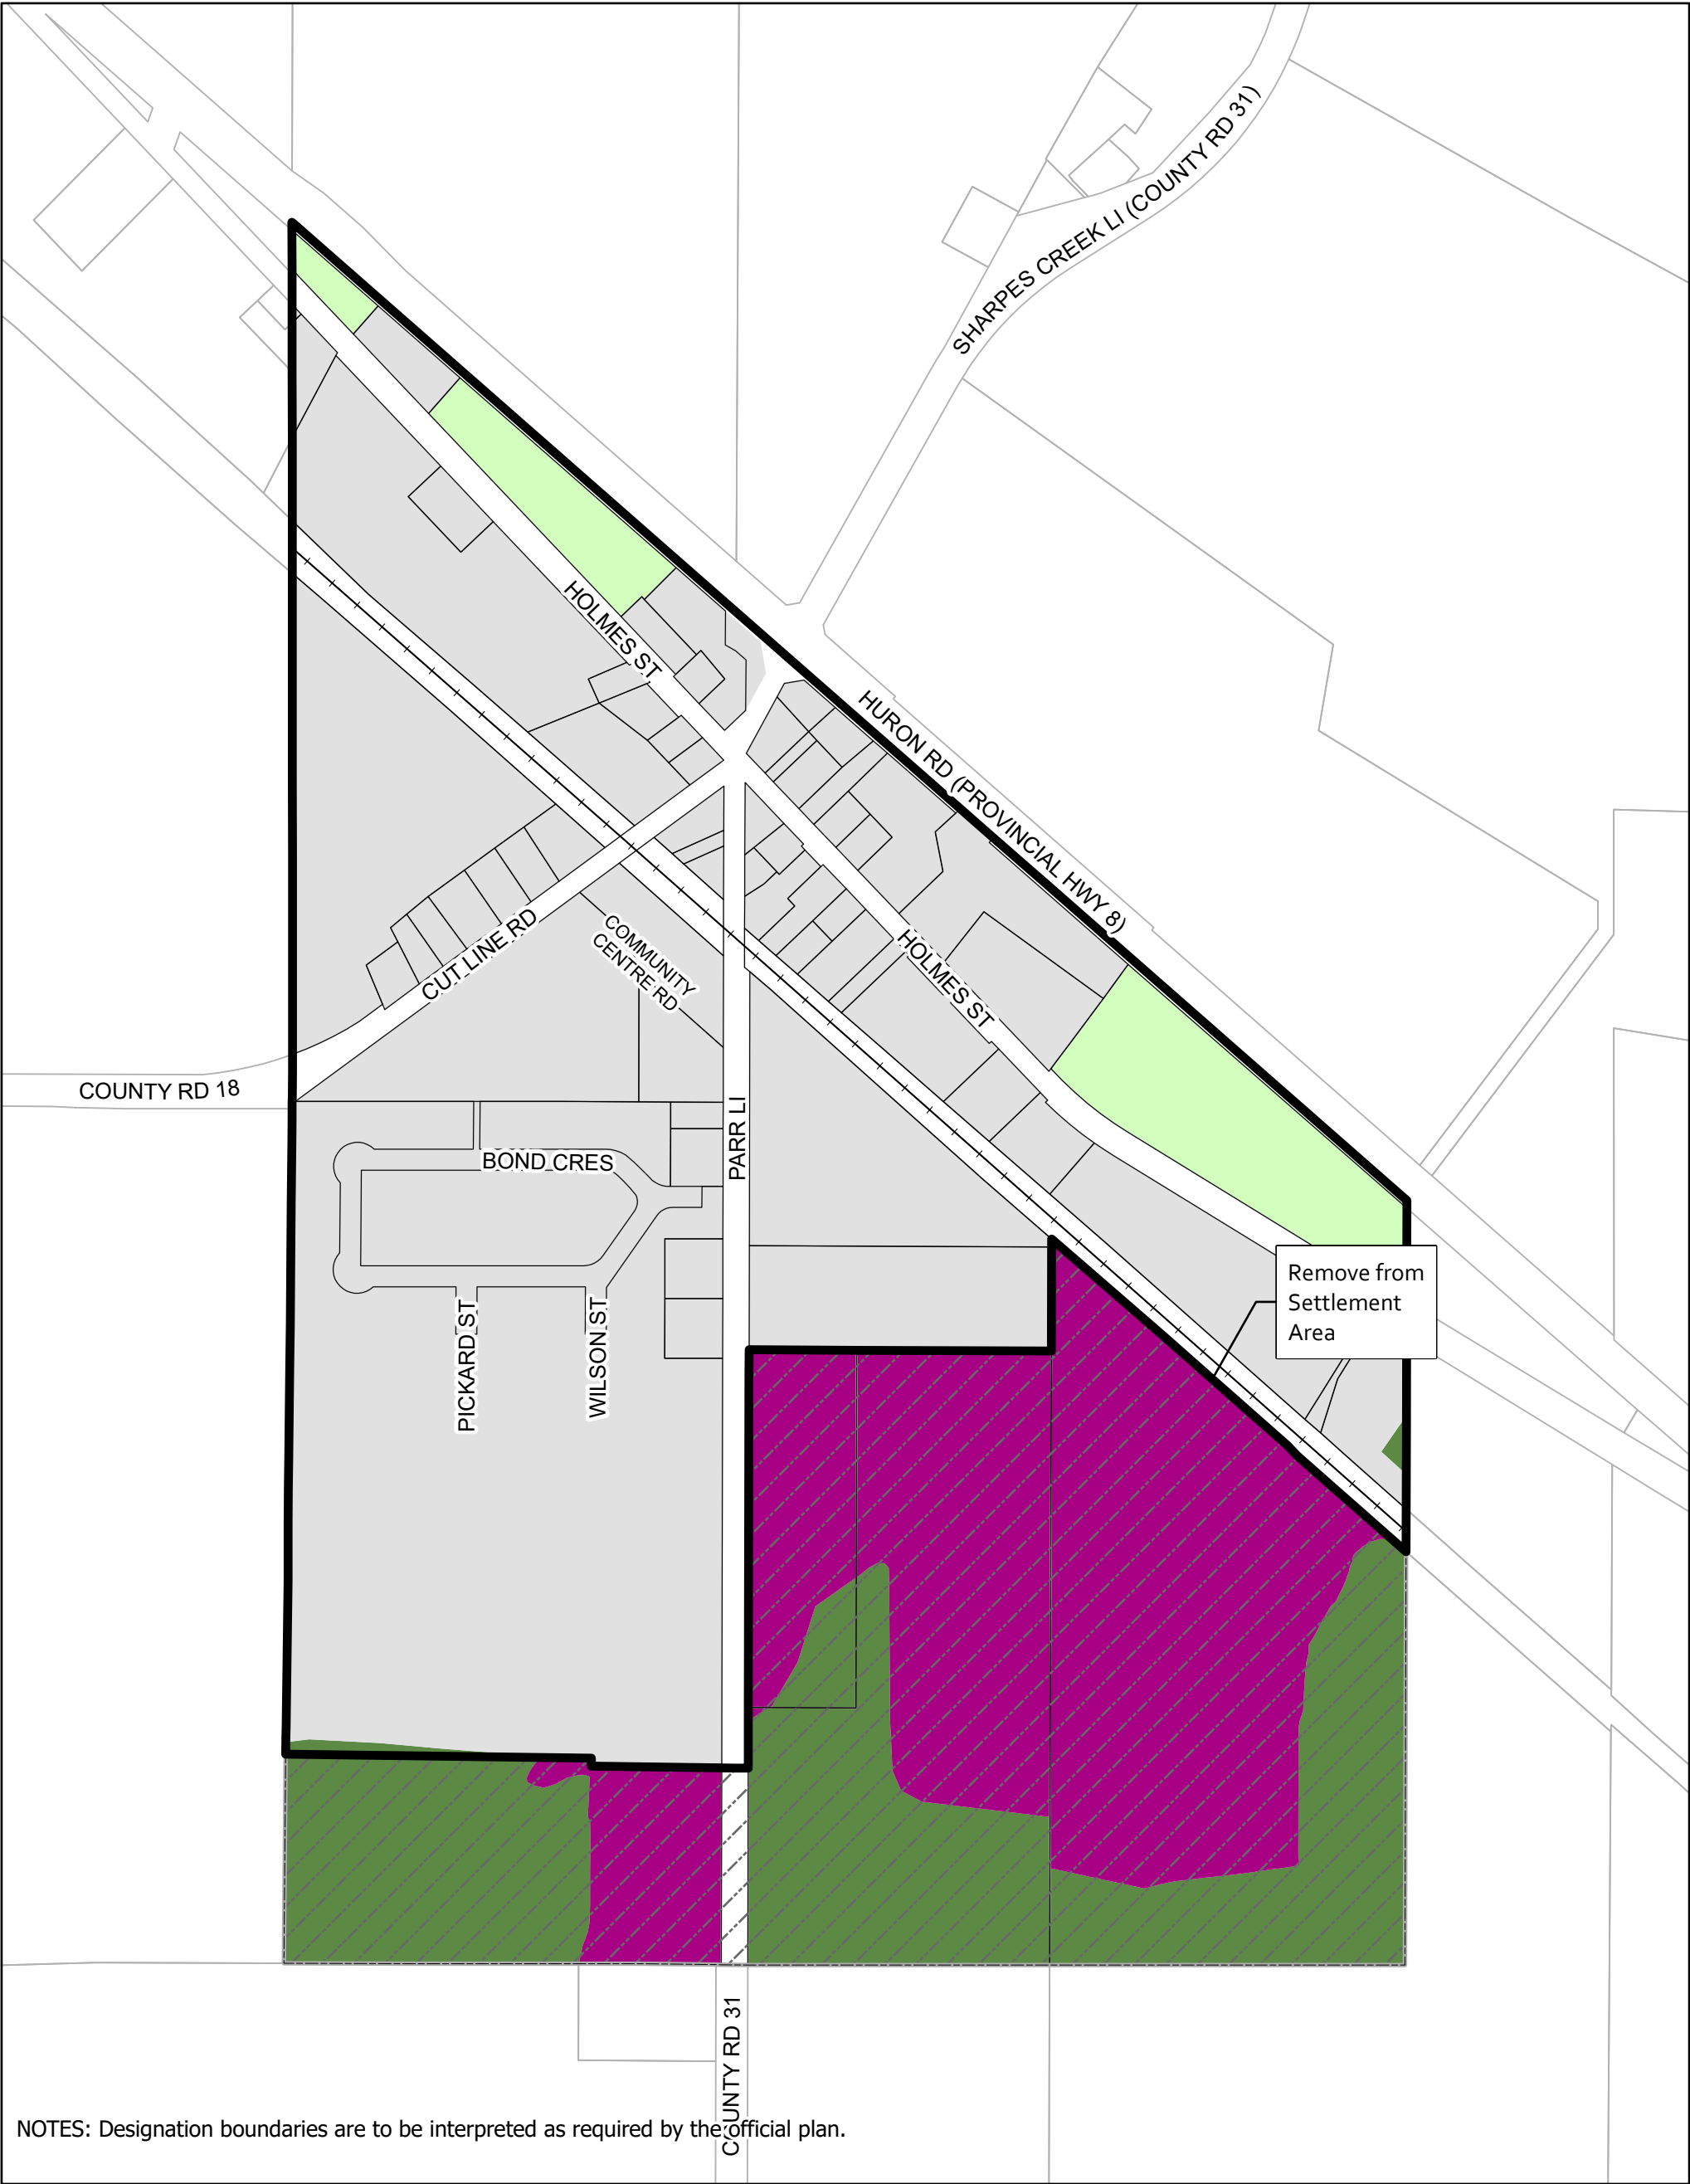 SHARPES CREEK LI (COUNTY RD 31)
HOLMES ST
HURON RD (PROVINCIAL HWY 8)
CUT LINE RD
COMMUNITY
CENTRE RD
HOLMES ST
COUNTY RD 18
PARR LI
BOND CRES
Remove from
Settlement
Area
PICKARD ST
WILSON ST
COUNTY RD 31
NOTES: Designation boundaries are to be interpreted as required by the official plan.